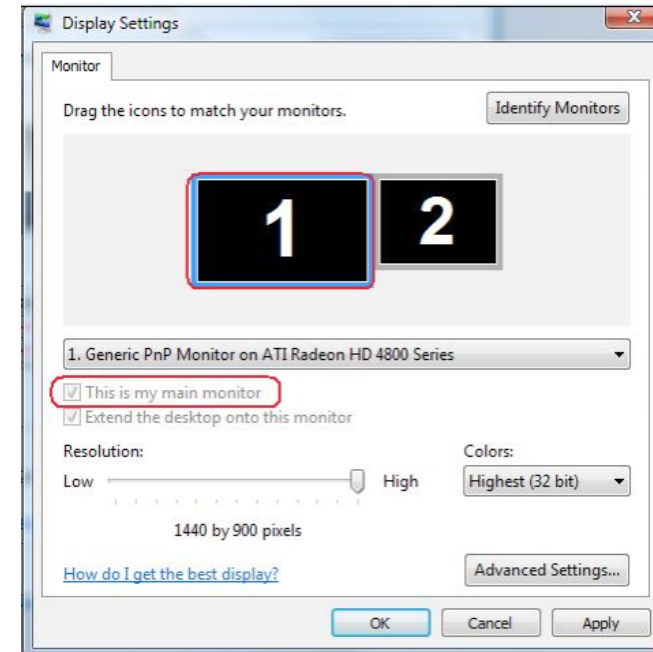 Display Settings
Monitor
Drag the icons to match your monitors.
Identify Monitors
1 2
1. Generic PnP Monitor on ATI Radeon HD 4800 Series
This is my main monitor
Extend the desktop onto this monitor
Resolution: Colors:
Low High Highest (32 bit)
1440 by 900 pixels
How do I get the best display? Advanced Settings...
OK Cancel Apply